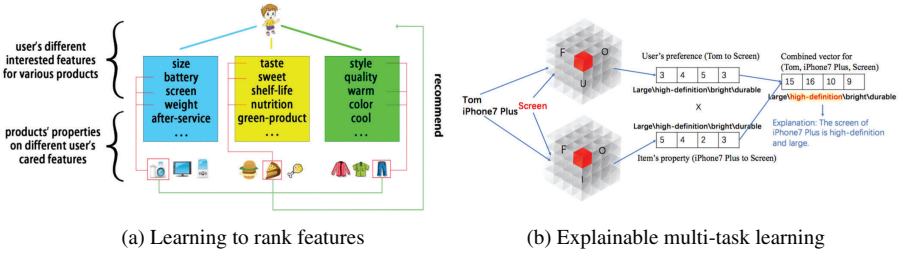 user's different
interested features
for various products
products' properties
on different user's
cared features
size
battery
screen
weight
after-service
...
taste
sweet
shelf-life
nutrition
green-product
...
style
quality
warm
color
cool
...
recommend
(a) Learning to rank features
Tom
iPhone7 Plus
Screen
F
O
U
F
O
I
User's preference (Tom to Screen)
3 4 5 3
Large\high-definition\bright\durable
X
Large\high-definition\bright\durable
5 4 2 3
Item's property (iPhone7 Plus to Screen)
Combined vector for
(Tom, iPhone7 Plus, Screen)
15 16 10 9
Large\high-definition\bright\durable
Explanation: The screen of
iPhone7 Plus is high-definition
and large.
(b) Explainable multi-task learning